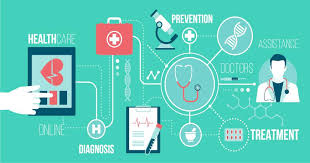 PREVENTION
HEALTHCARE
ASSISTANCE
DOCTORS
ONLINE
H
DIAGNOSIS
TREATMENT